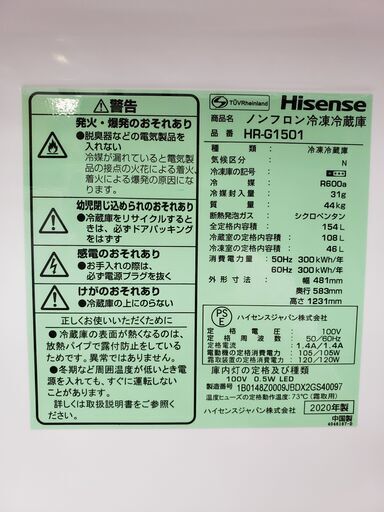 ⚠警告
発火・爆発のおそれあり
●脱臭器などの電気製品を
入れない
冷媒が漏れていると電気製
品の接点の火花による着火、
着火による爆発の原因にな
ります。
幼児閉じ込められのおそれあり
●冷蔵庫をリサイクルするとき
は、必ずドアパッキングを
はずす
感電のおそれあり
●お手入れの際は、
必ず電源プラグを抜く
けがのおそれあり
●冷蔵庫の上にのらない
正しくお使いいただくために
●冷蔵庫の表面が熱くなるのは、
放熱パイプで露付き防止をしている
ためです。異常ではありません。
●冬期など周囲温度が低いとき電
源を入れても、すぐに運転しない
ことがあります。
取扱説明書をご覧ください。
TÜVRheinland
Hisense
商品名 ノンフロン冷凍冷蔵庫
品番 HR-G1501
種類 : 冷凍冷蔵庫
気候区分 : N
冷凍庫の記号 :
冷媒 : R600a
冷媒封入量 : 31g
質量 : 44kg
断熱発泡ガス : シクロペンタン
全定格内容積 : 154L
冷蔵室の定格内容積 : 108L
冷凍室の定格内容積 : 46L
消費電力量 : 50Hz 300kWh/年
60Hz 300kWh/年
外形寸法 : 幅 481mm
奥行 583mm
高さ 1231mm
PSE
ハイセンスジャパン株式会社
定格電圧 : 100V
定格周波数 : 50/60Hz
定格電流 : 1.4A/1.4A
電動機の定格消費電力 : 105/105W
電熱装置の定格消費電力 : 120/120W
庫内灯の定格及び種類
100V 0.5W LED
製造番号 1B0148Z0009JBDX2GS40097
温度ヒューズの定格動作温度:73℃(霜取用)
ハイセンスジャパン株式会社
2020年製
中国製